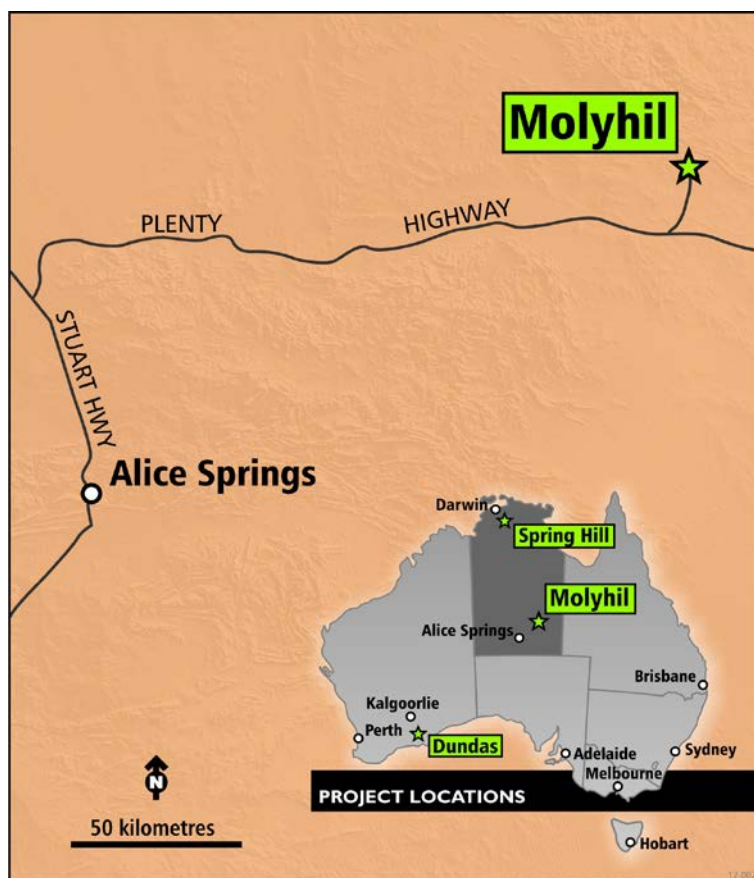 Molyhil
PLENTY
HIGHWAY
STUART HWY
Alice Springs
Darwin
Spring Hill
Molyhil
Alice Springs
Brisbane
Kalgoorlie
Perth
Dundas
Adelaide
Sydney
Melbourne
PROJECT LOCATIONS
N
50 kilometres
Hobart